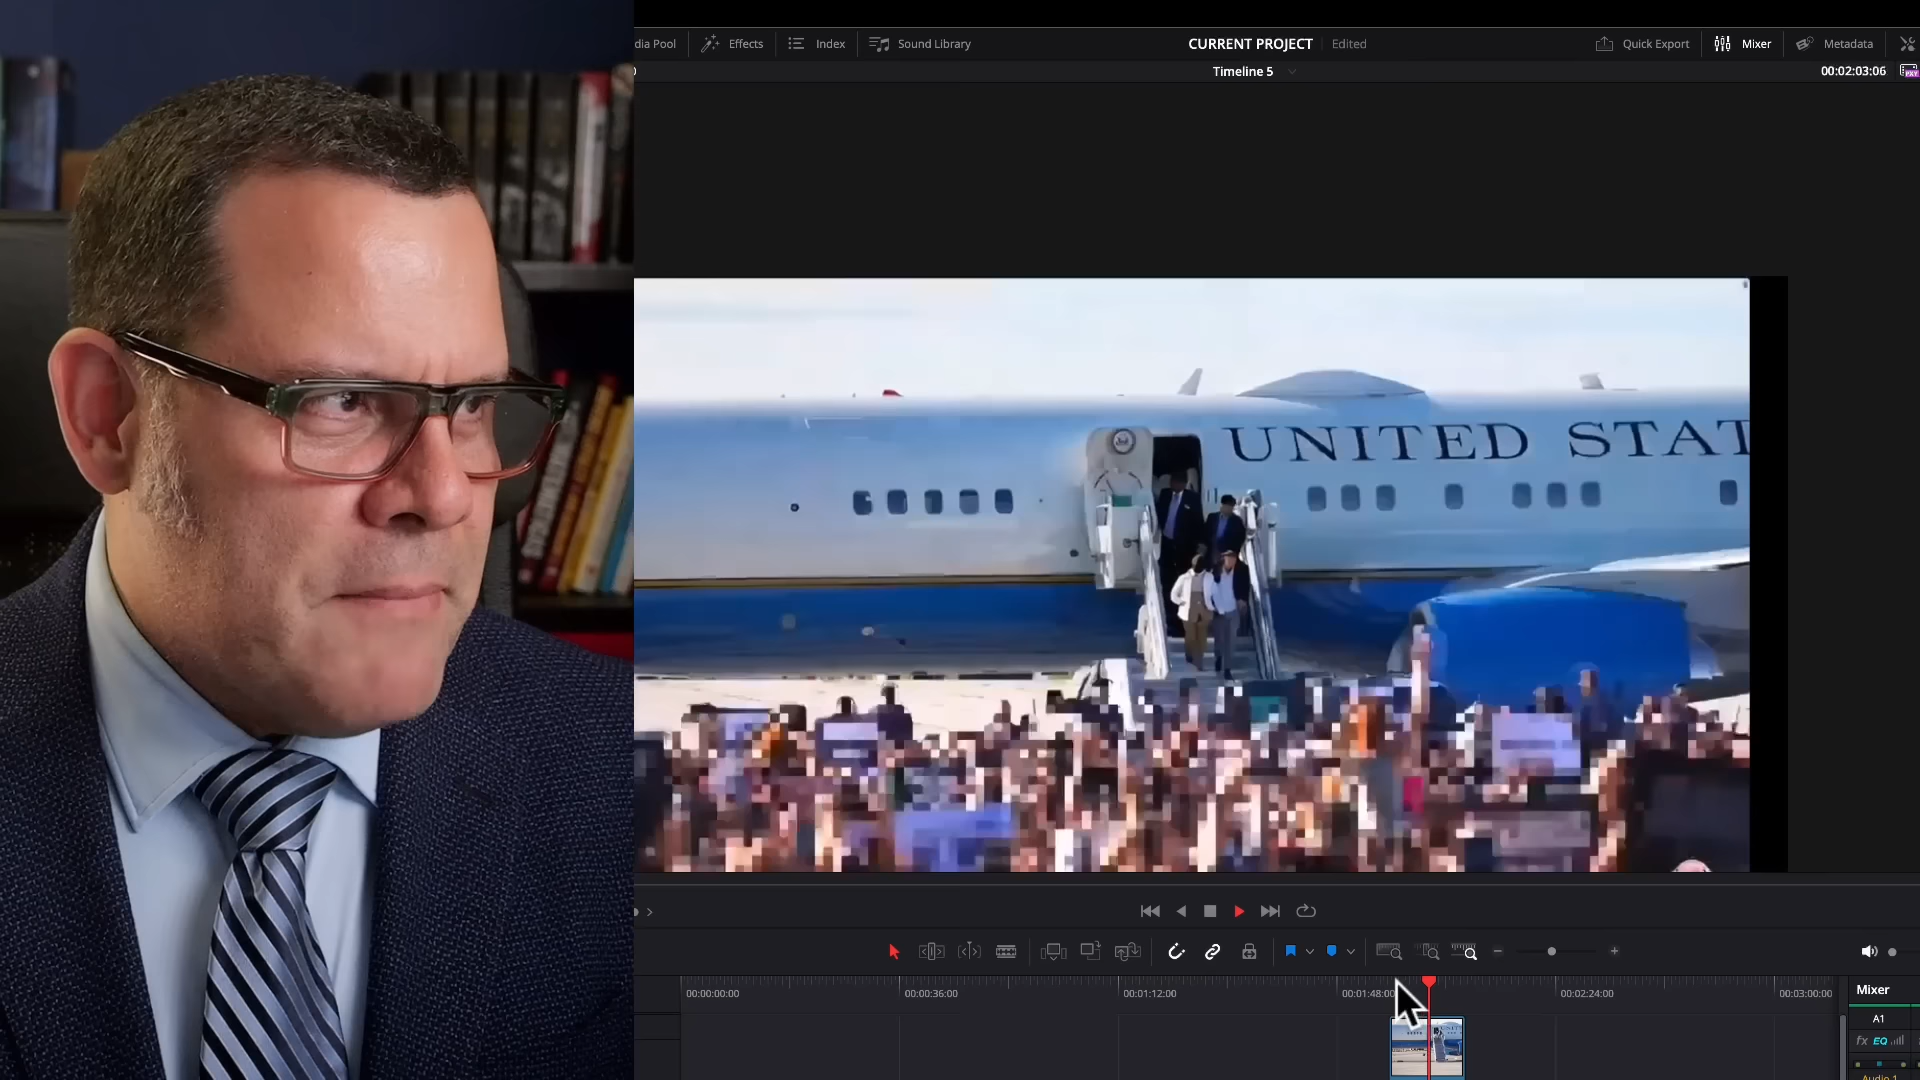 dia Pool
Effects
Index
Sound Library
CURRENT PROJECT
Edited
Quick Export
Mixer
Metadata
Timeline 5
00:02:03:06
UNITED STAT
00:00:00:00
00:00:36:00
00:01:12:00
00:01:48:00
00:02:24:00
00:03:00:00
Mixer
A1
fx EQ
Audio 1